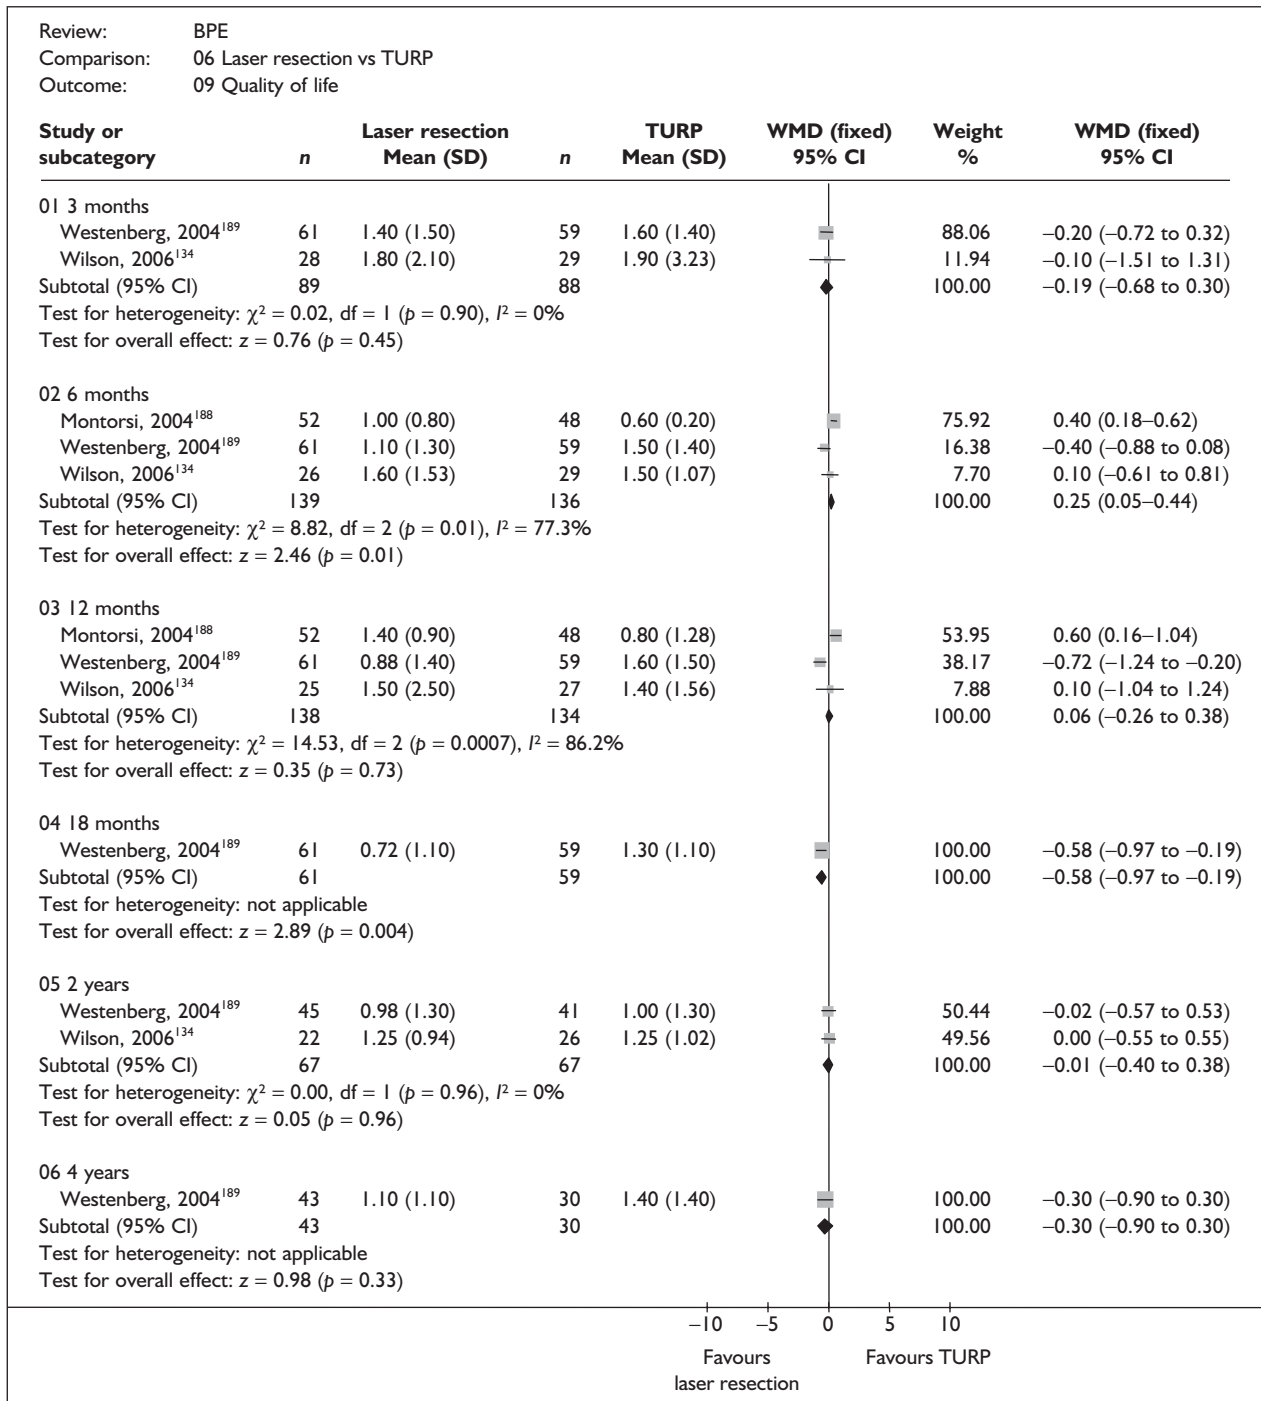 Review: BPE
Comparison: 06 Laser resection vs TURP
Outcome: 09 Quality of life
Study or Laser resection TURP WMD (fixed) Weight WMD (fixed)
subcategory n Mean (SD) n Mean (SD) 95% CI % 95% CI
01 3 months
Westenberg, 2004¹⁸⁹ 61 1.40 (1.50) 59 1.60 (1.40) 88.06 −0.20 (−0.72 to 0.32)
Wilson, 2006¹³⁴ 28 1.80 (2.10) 29 1.90 (3.23) 11.94 −0.10 (−1.51 to 1.31)
Subtotal (95% CI) 89 88 100.00 −0.19 (−0.68 to 0.30)
Test for heterogeneity: χ² = 0.02, df = 1 (p = 0.90), I² = 0%
Test for overall effect: z = 0.76 (p = 0.45)
02 6 months
Montorsi, 2004¹⁸⁸ 52 1.00 (0.80) 48 0.60 (0.20) 75.92 0.40 (0.18–0.62)
Westenberg, 2004¹⁸⁹ 61 1.10 (1.30) 59 1.50 (1.40) 16.38 −0.40 (−0.88 to 0.08)
Wilson, 2006¹³⁴ 26 1.60 (1.53) 29 1.50 (1.07) 7.70 0.10 (−0.61 to 0.81)
Subtotal (95% CI) 139 136 100.00 0.25 (0.05–0.44)
Test for heterogeneity: χ² = 8.82, df = 2 (p = 0.01), I² = 77.3%
Test for overall effect: z = 2.46 (p = 0.01)
03 12 months
Montorsi, 2004¹⁸⁸ 52 1.40 (0.90) 48 0.80 (1.28) 53.95 0.60 (0.16–1.04)
Westenberg, 2004¹⁸⁹ 61 0.88 (1.40) 59 1.60 (1.50) 38.17 −0.72 (−1.24 to −0.20)
Wilson, 2006¹³⁴ 25 1.50 (2.50) 27 1.40 (1.56) 7.88 0.10 (−1.04 to 1.24)
Subtotal (95% CI) 138 134 100.00 0.06 (−0.26 to 0.38)
Test for heterogeneity: χ² = 14.53, df = 2 (p = 0.0007), I² = 86.2%
Test for overall effect: z = 0.35 (p = 0.73)
04 18 months
Westenberg, 2004¹⁸⁹ 61 0.72 (1.10) 59 1.30 (1.10) 100.00 −0.58 (−0.97 to −0.19)
Subtotal (95% CI) 61 59 100.00 −0.58 (−0.97 to −0.19)
Test for heterogeneity: not applicable
Test for overall effect: z = 2.89 (p = 0.004)
05 2 years
Westenberg, 2004¹⁸⁹ 45 0.98 (1.30) 41 1.00 (1.30) 50.44 −0.02 (−0.57 to 0.53)
Wilson, 2006¹³⁴ 22 1.25 (0.94) 26 1.25 (1.02) 49.56 0.00 (−0.55 to 0.55)
Subtotal (95% CI) 67 67 100.00 −0.01 (−0.40 to 0.38)
Test for heterogeneity: χ² = 0.00, df = 1 (p = 0.96), I² = 0%
Test for overall effect: z = 0.05 (p = 0.96)
06 4 years
Westenberg, 2004¹⁸⁹ 43 1.10 (1.10) 30 1.40 (1.40) 100.00 −0.30 (−0.90 to 0.30)
Subtotal (95% CI) 43 30 100.00 −0.30 (−0.90 to 0.30)
Test for heterogeneity: not applicable
Test for overall effect: z = 0.98 (p = 0.33)
−10 −5 0 5 10
Favours Favours TURP
laser resection